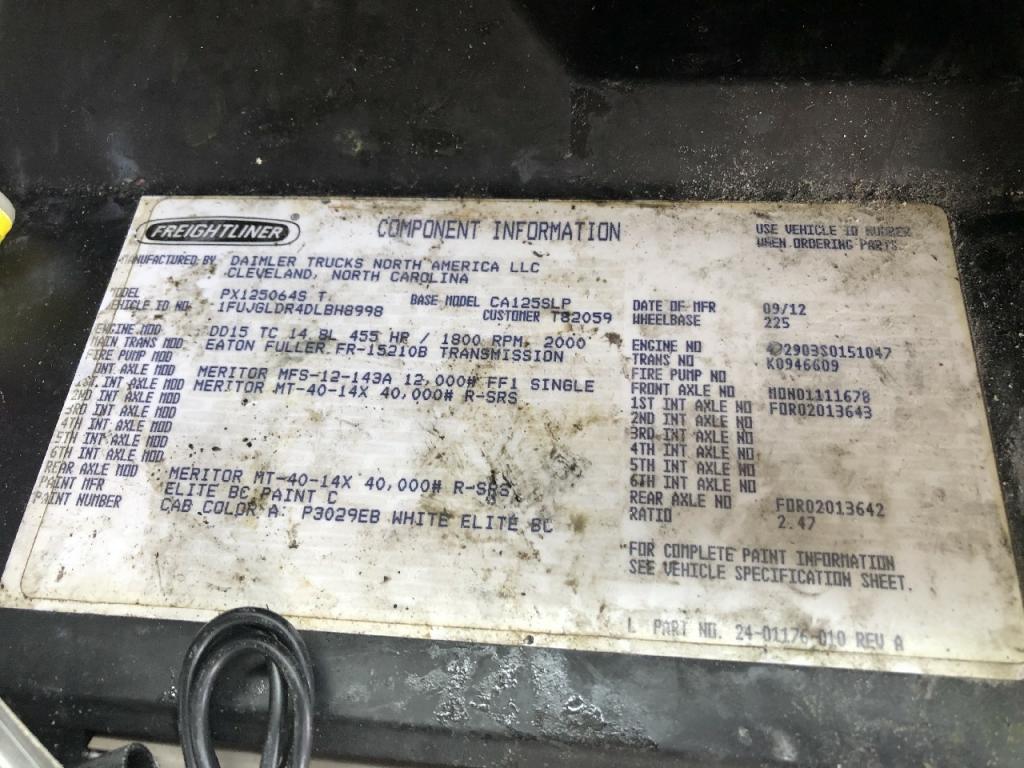 FREIGHTLINER ®
COMPONENT INFORMATION
USE VEHICLE ID NUMBER
WHEN ORDERING PARTS.
MANUFACTURED BY DAIMLER TRUCKS NORTH AMERICA LLC
CLEVELAND, NORTH CAROLINA
MODEL PX125064S T BASE MODEL CA125SLP
VEHICLE ID NO 1FUJGLDR4DLBH8998 CUSTOMER T82059
DATE OF MFR 09/12
WHEELBASE 225
ENGINE MOD DD15 TC 14.8L 455 HP / 1800 RPM, 2000
MAIN TRANS MOD EATON FULLER FR-15210B TRANSMISSION
FIRE PUMP MOD
ONT AXLE MOD MERITOR MFS-12-143A 12,000# FF1 SINGLE
1ST INT AXLE MOD MERITOR MT-40-14X 40,000# R-SRS
2ND INT AXLE MOD
3RD INT AXLE MOD
4TH INT AXLE MOD
5TH INT AXLE MOD
6TH INT AXLE MOD
REAR AXLE MOD MERITOR MT-40-14X 40,000# R-SRS
PAINT MFR ELITE BC PAINT C
PAINT NUMBER CAB COLOR A: P3029EB WHITE ELITE BC
ENGINE NO 2903S0151047
TRANS NO K0946609
FIRE PUMP NO
FRONT AXLE NO MON01111678
1ST INT AXLE NO FOR02013643
2ND INT AXLE NO
3RD INT AXLE NO
4TH INT AXLE NO
5TH INT AXLE NO
6TH INT AXLE NO
REAR AXLE NO FOR02013642
RATIO 2.47
FOR COMPLETE PAINT INFORMATION
SEE VEHICLE SPECIFICATION SHEET.
L PART NO. 24-01176-010 REV A